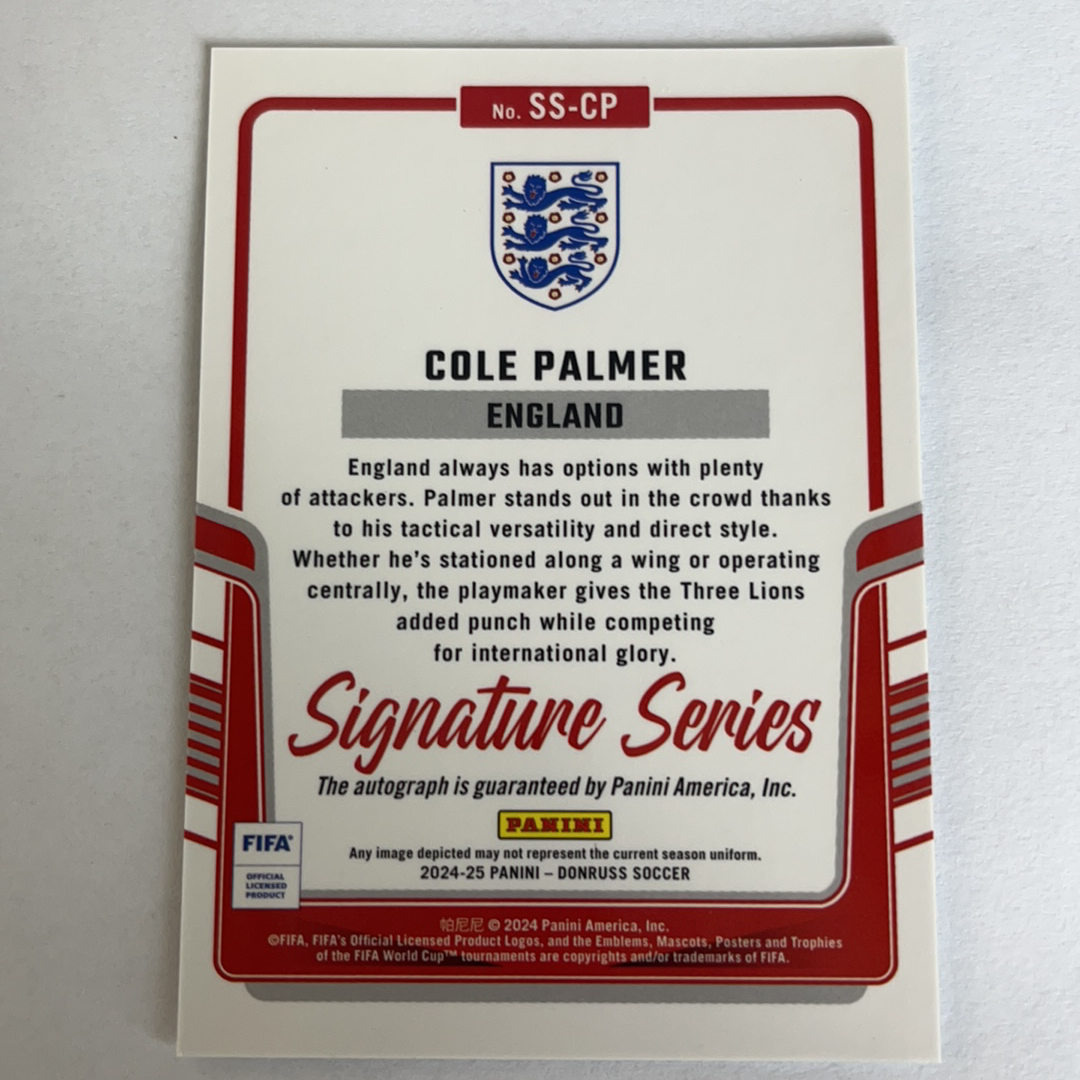 No. SS-CP
COLE PALMER
ENGLAND
England always has options with plenty
of attackers. Palmer stands out in the crowd thanks
to his tactical versatility and direct style.
Whether he's stationed along a wing or operating
centrally, the playmaker gives the Three Lions
added punch while competing
for international glory.
Signature Series
The autograph is guaranteed by Panini America, Inc.
PANINI
Any image depicted may not represent the current season uniform.
2024-25 PANINI – DONRUSS SOCCER
FIFA®
OFFICIAL
LICENSED
PRODUCT
帕尼尼 © 2024 Panini America, Inc.
©FIFA, FIFA's Official Licensed Product Logos, and the Emblems, Mascots, Posters and Trophies
of the FIFA World Cup™ tournaments are copyrights and/or trademarks of FIFA.